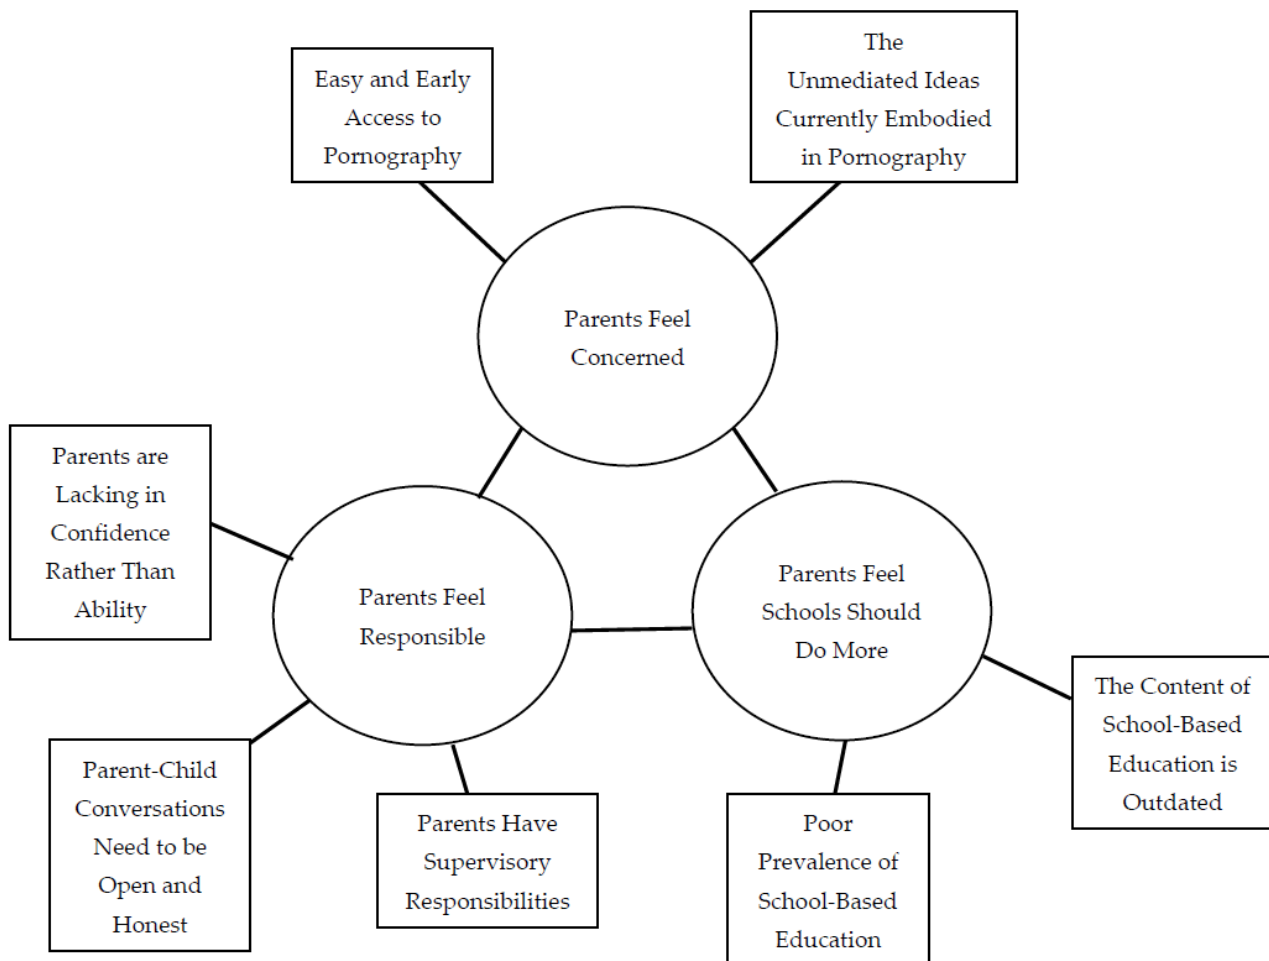 Easy and Early
Access to
Pornography
The
Unmediated Ideas
Currently Embodied
in Pornography
Parents Feel
Concerned
Parents are
Lacking in
Confidence
Rather Than
Ability
Parents Feel
Responsible
Parents Feel
Schools Should
Do More
The Content of
School-Based
Education is
Outdated
Parent-Child
Conversations
Need to be
Open and
Honest
Parents Have
Supervisory
Responsibilities
Poor
Prevalence of
School-Based
Education